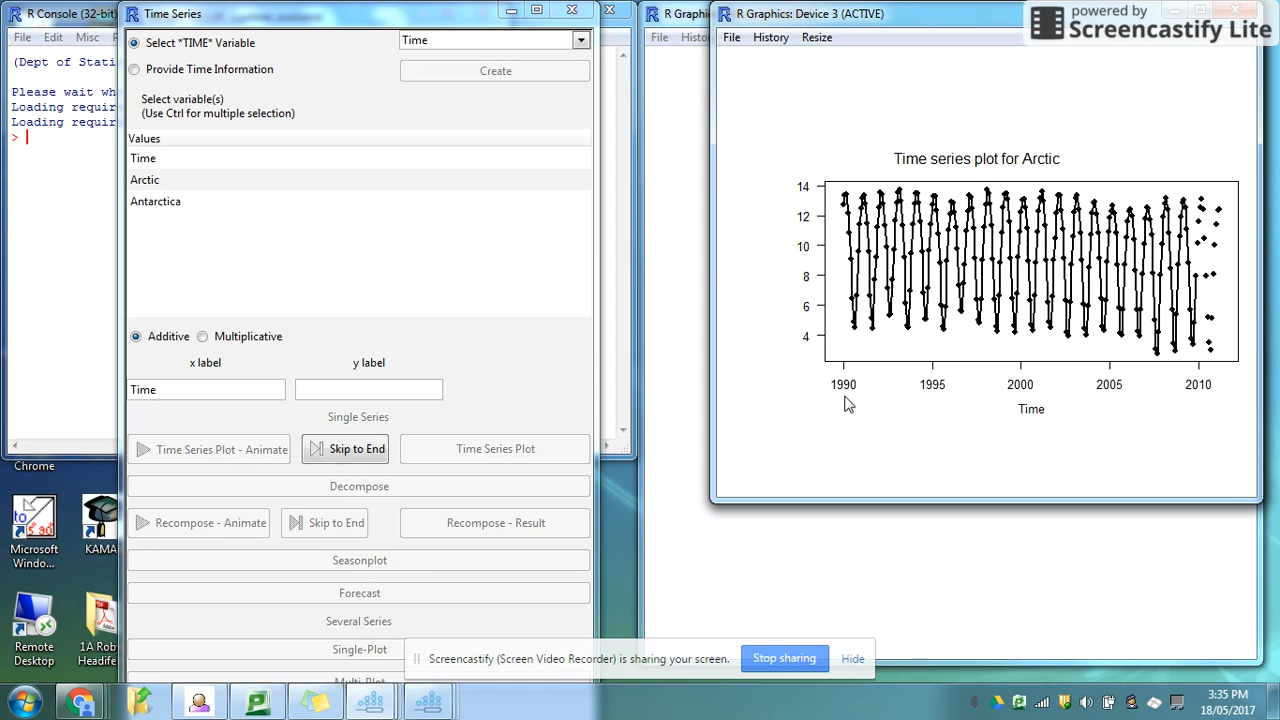 R Console (32-bit)
File Edit Misc
(Dept of Stati
Please wait wh
Loading requir
Loading requir
>
Time Series
Select *TIME* Variable
Time
Provide Time Information
Create
Select variable(s)
(Use Ctrl for multiple selection)
Values
Time
Arctic
Antarctica
Additive
Multiplicative
x label
y label
Time
Single Series
Time Series Plot - Animate
Skip to End
Time Series Plot
Decompose
Recompose - Animate
Skip to End
Recompose - Result
Seasonplot
Forecast
Several Series
Single-Plot
Multi-Plot
R Graphi
File Histor
R Graphics: Device 3 (ACTIVE)
File History Resize
powered by
Screencastify Lite
Time series plot for Arctic
14
12
10
8
6
4
1990 1995 2000 2005 2010
Time
Chrome
to
5.90
Microsoft
Windo...
KAMA
Remote
Desktop
1A Rob
Headife.
Screencastify (Screen Video Recorder) is sharing your screen.
Stop sharing
Hide
3:35 PM
18/05/2017